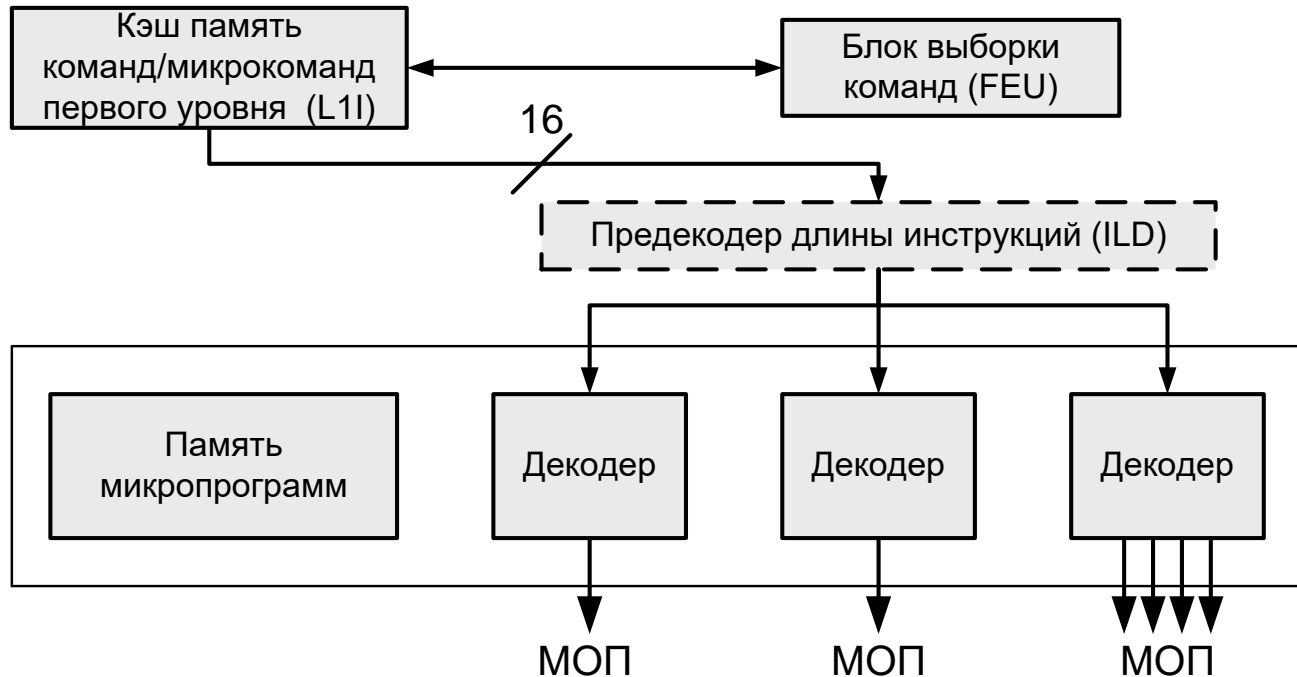 Кэш память
команд/микрокоманд
первого уровня (L1I)
Блок выборки
команд (FEU)
16
Предекодер длины инструкций (ILD)
Память
микропрограмм
Декодер
Декодер
Декодер
МОП
МОП
МОП